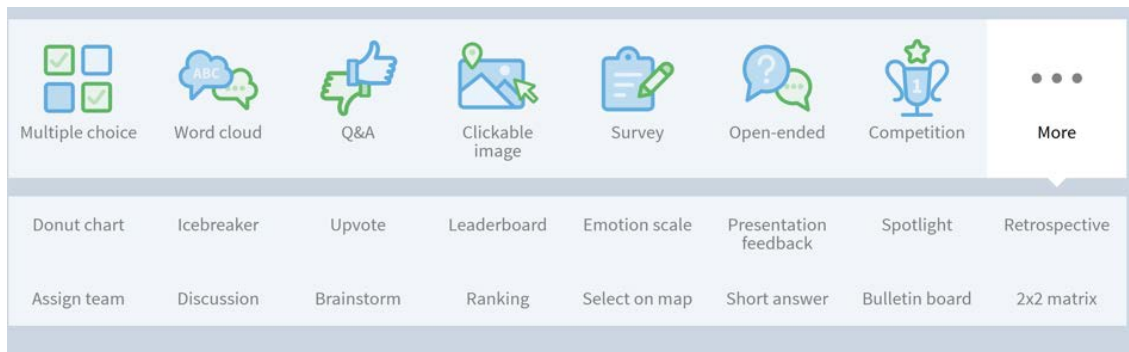 ABC
1
Multiple choice
Word cloud
Q&A
Clickable
image
Survey
Open-ended
Competition
More
Donut chart
Icebreaker
Upvote
Leaderboard
Emotion scale
Presentation
feedback
Spotlight
Retrospective
Assign team
Discussion
Brainstorm
Ranking
Select on map
Short answer
Bulletin board
2x2 matrix